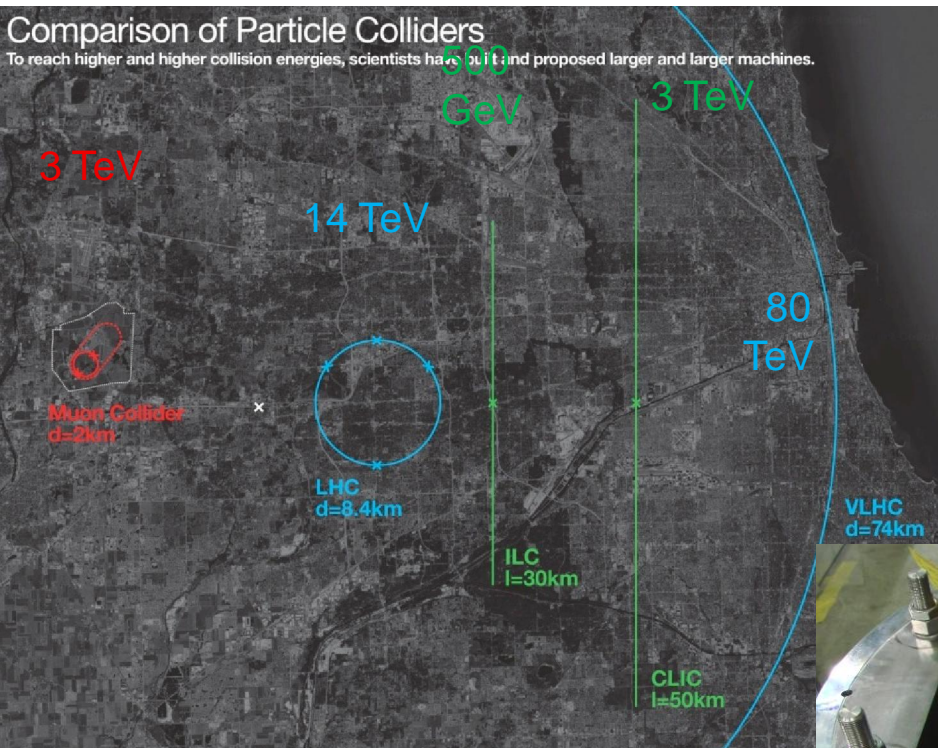 Comparison of Particle Colliders
To reach higher and higher collision energies, scientists have built and proposed larger and larger machines.
500
GeV
3 TeV
3 TeV
14 TeV
80
TeV
Muon Collider
d=2km
LHC
d=8.4km
VLHC
d=74km
ILC
l=30km
CLIC
l=50km